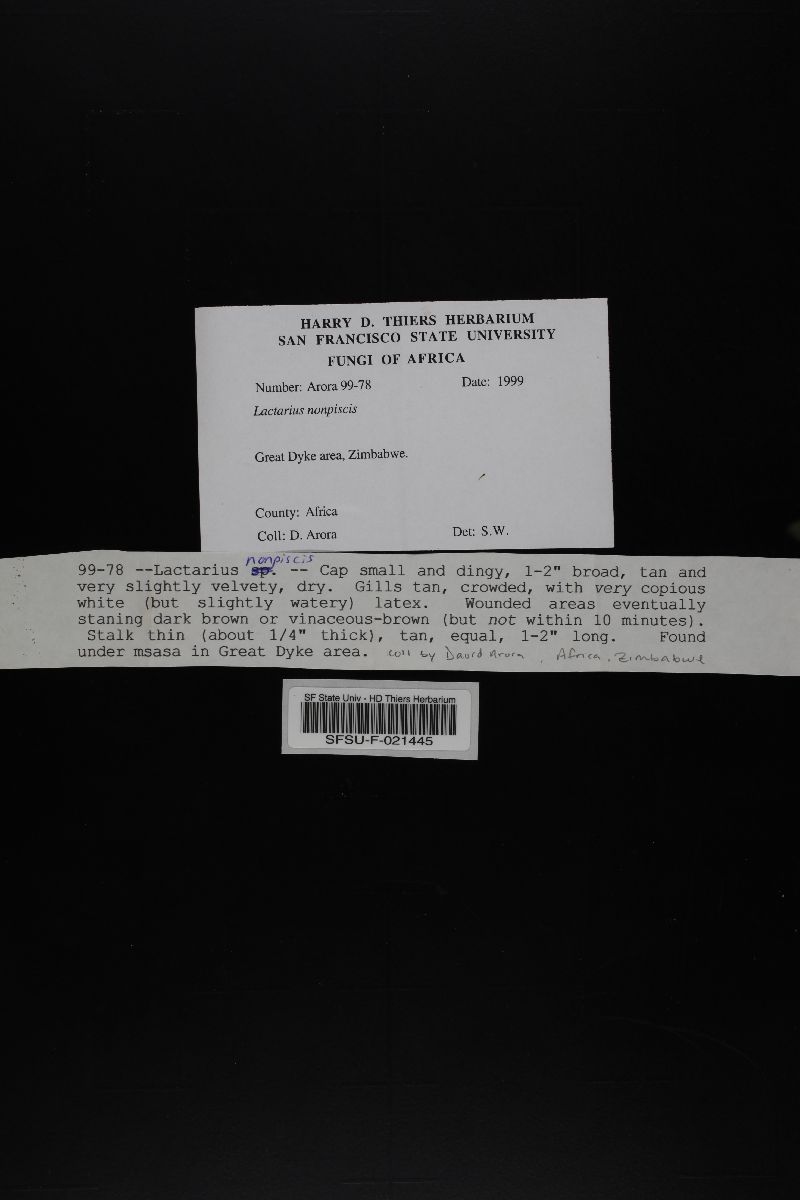 HARRY D. THIERS HERBARIUM
SAN FRANCISCO STATE UNIVERSITY
FUNGI OF AFRICA
Number: Arora 99-78 Date: 1999
Lactarius nonpiscis
Great Dyke area, Zimbabwe.
County: Africa
Coll: D. Arora Det: S.W.
nonpiscis
99-78 --Lactarius sp. -- Cap small and dingy, 1-2" broad, tan and
very slightly velvety, dry. Gills tan, crowded, with very copious
white (but slightly watery) latex. Wounded areas eventually
staning dark brown or vinaceous-brown (but not within 10 minutes).
Stalk thin (about 1/4" thick), tan, equal, 1-2" long. Found
under msasa in Great Dyke area. coll by David Arora, Africa, Zimbabwe
SF State Univ - HD Thiers Herbarium
SFSU-F-021445